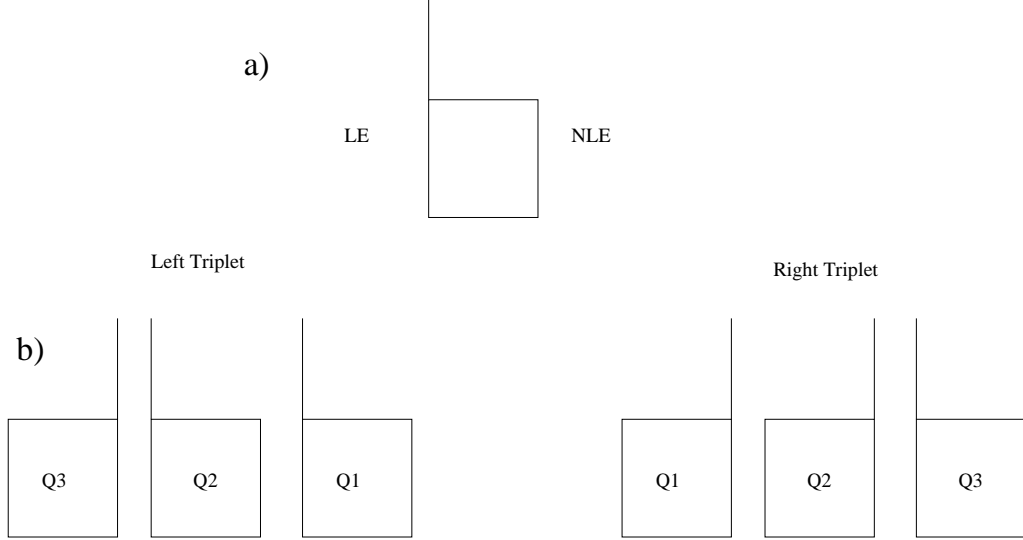 a)
LE
NLE
Left Triplet
Right Triplet
b)
Q3
Q2
Q1
Q1
Q2
Q3